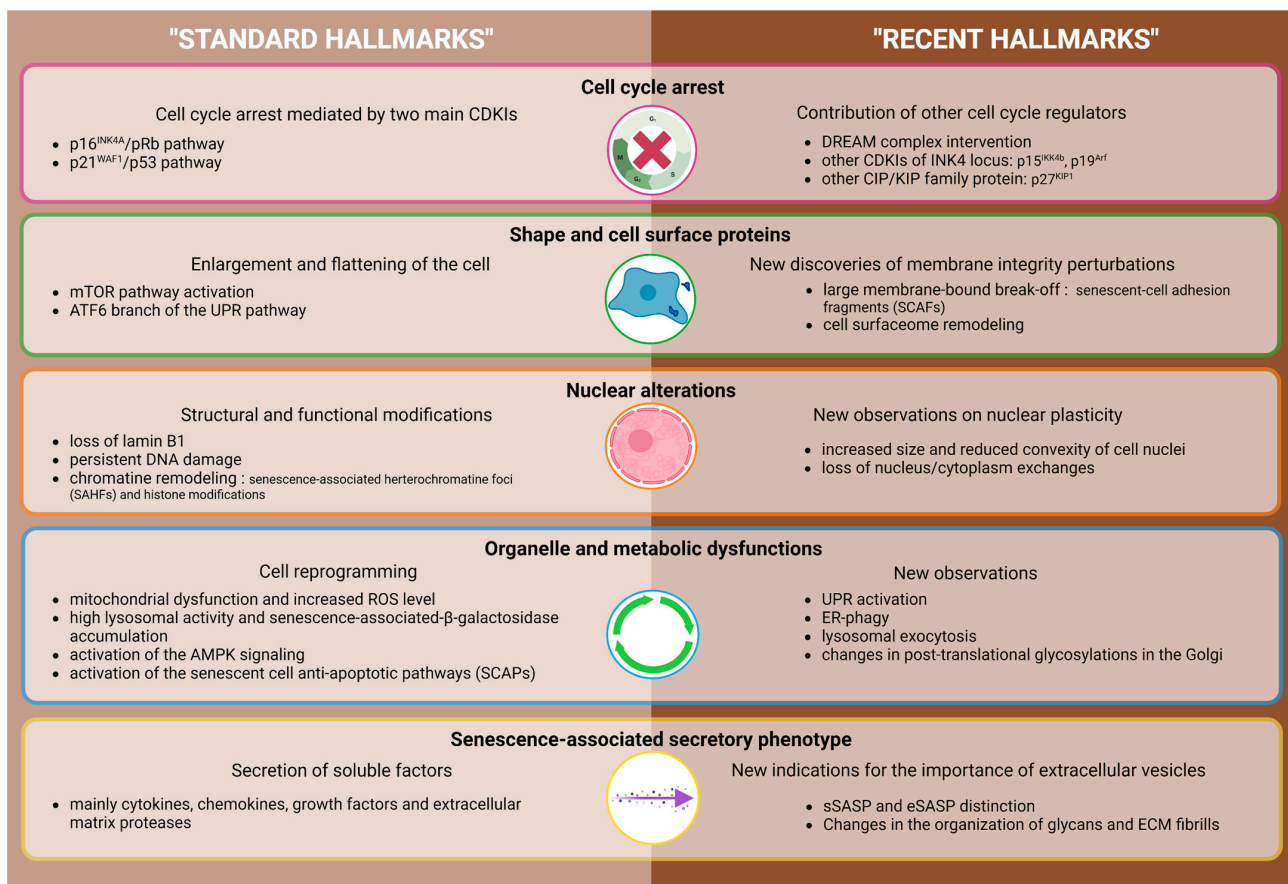 "STANDARD HALLMARKS"
"RECENT HALLMARKS"
Cell cycle arrest
Cell cycle arrest mediated by two main CDKIs
• p16INK4A/pRb pathway
• p21WAF1/p53 pathway
G₁
S
G₂
M
Contribution of other cell cycle regulators
• DREAM complex intervention
• other CDKIs of INK4 locus: p15IKK4b, p19Arf
• other CIP/KIP family protein: p27KIP1
Shape and cell surface proteins
Enlargement and flattening of the cell
• mTOR pathway activation
• ATF6 branch of the UPR pathway
New discoveries of membrane integrity perturbations
• large membrane-bound break-off : senescent-cell adhesion
fragments (SCAFs)
• cell surfaceome remodeling
Nuclear alterations
Structural and functional modifications
• loss of lamin B1
• persistent DNA damage
• chromatine remodeling : senescence-associated herterochromatine foci
(SAHFs) and histone modifications
New observations on nuclear plasticity
• increased size and reduced convexity of cell nuclei
• loss of nucleus/cytoplasm exchanges
Organelle and metabolic dysfunctions
Cell reprogramming
• mitochondrial dysfunction and increased ROS level
• high lysosomal activity and senescence-associated-β-galactosidase
accumulation
• activation of the AMPK signaling
• activation of the senescent cell anti-apoptotic pathways (SCAPs)
New observations
• UPR activation
• ER-phagy
• lysosomal exocytosis
• changes in post-translational glycosylations in the Golgi
Senescence-associated secretory phenotype
Secretion of soluble factors
• mainly cytokines, chemokines, growth factors and extracellular
matrix proteases
New indications for the importance of extracellular vesicles
• sSASP and eSASP distinction
• Changes in the organization of glycans and ECM fibrills